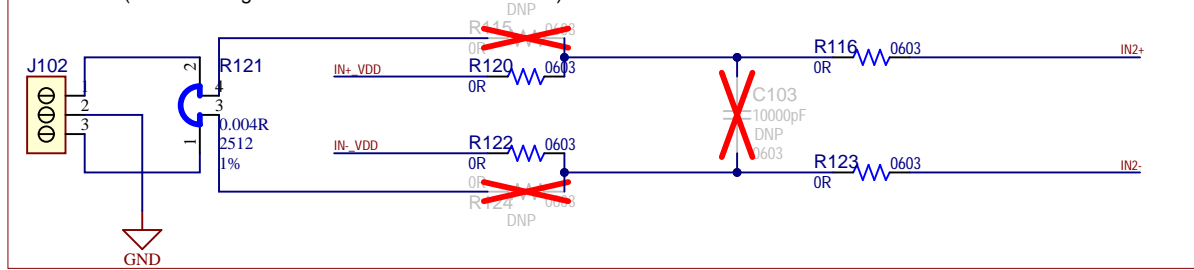 DNP
R115 0603
0R
J102
R121
1
2
3
2
4
3
1
0.004R
2512
1%
GND
IN+_VDD
R120 0603
0R
IN-_VDD
R122 0603
0R
0R
R124 0603
DNP
C103
10000pF
DNP
0603
R116 0603
0R
IN2+
R123 0603
0R
IN2-